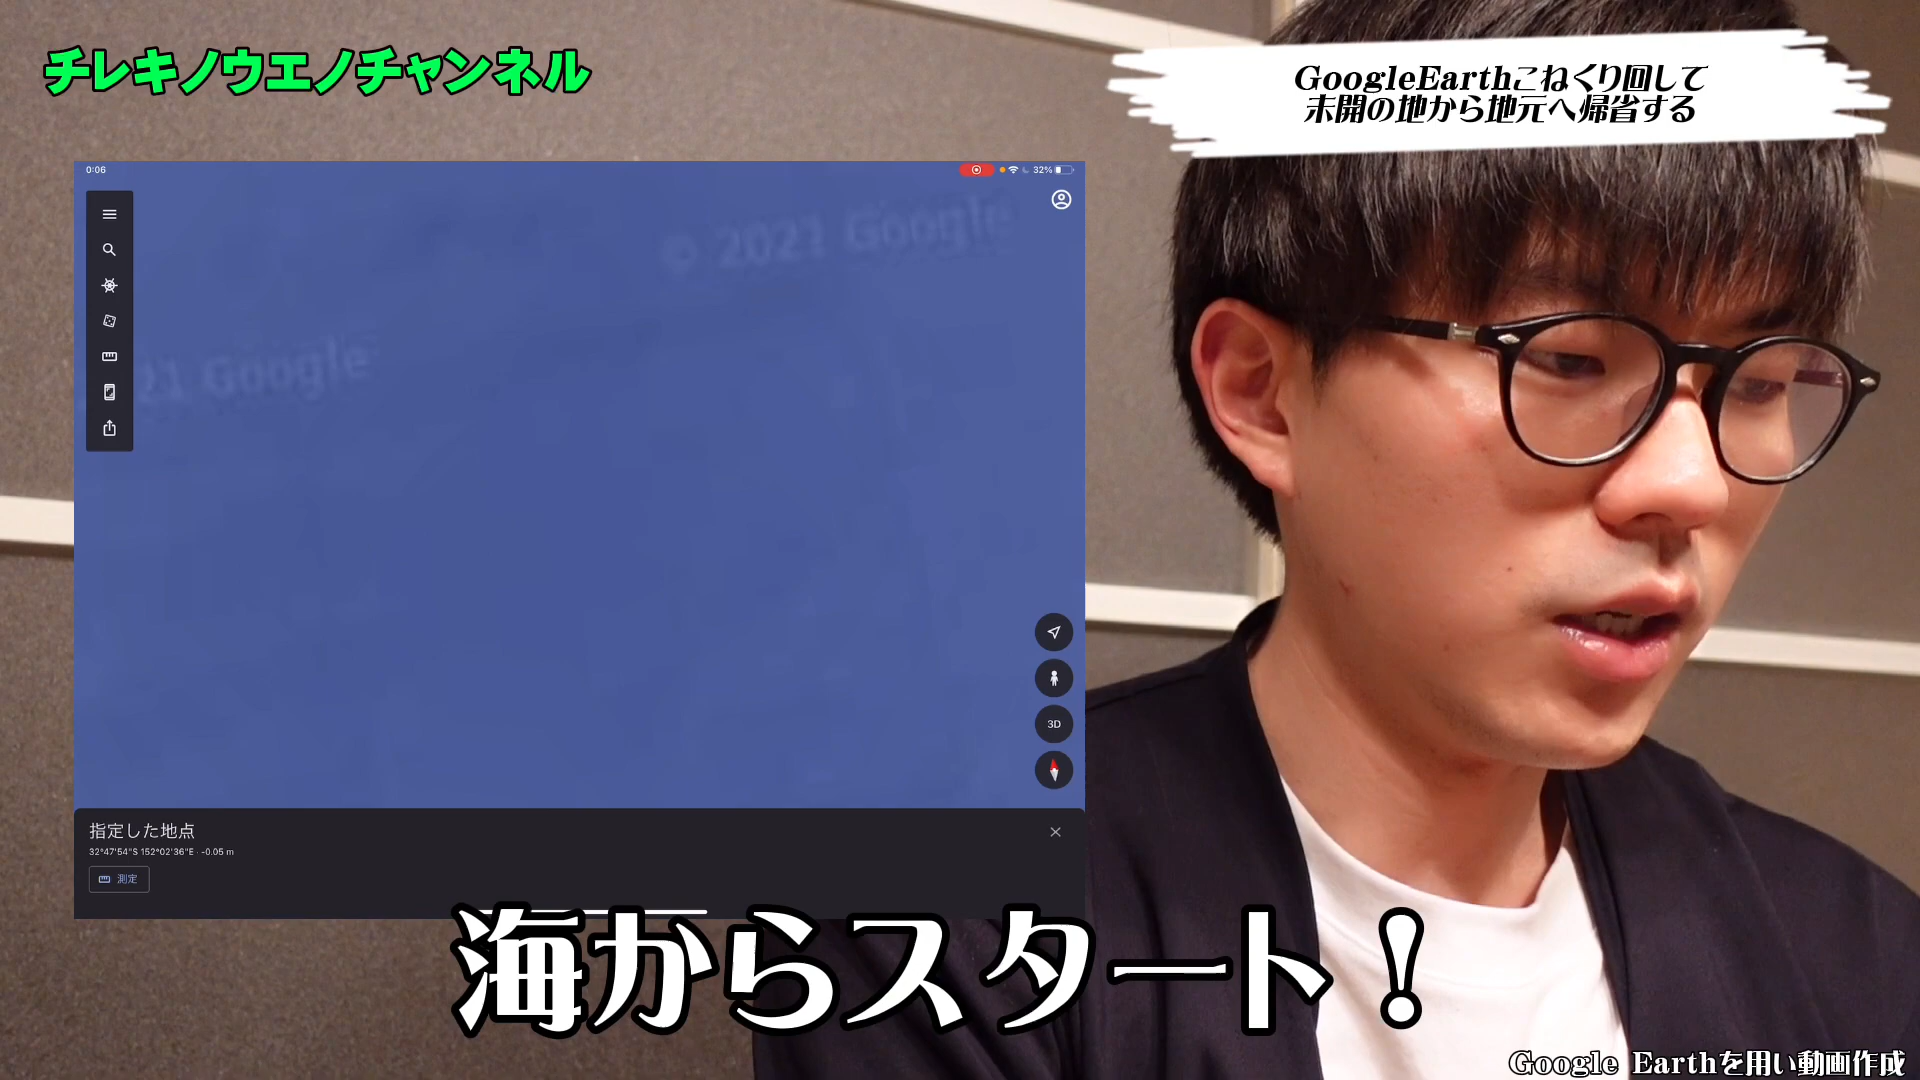 チレキノウエノチャンネル
GoogleEarthこねくり回して
未開の地から地元へ帰省する
0:06
32%
© 2021 Google
21 Google
3D
指定した地点
32°47'54"S 152°02'36"E · -0.05 m
測定
海からスタート！
Google Earthを用い動画作成